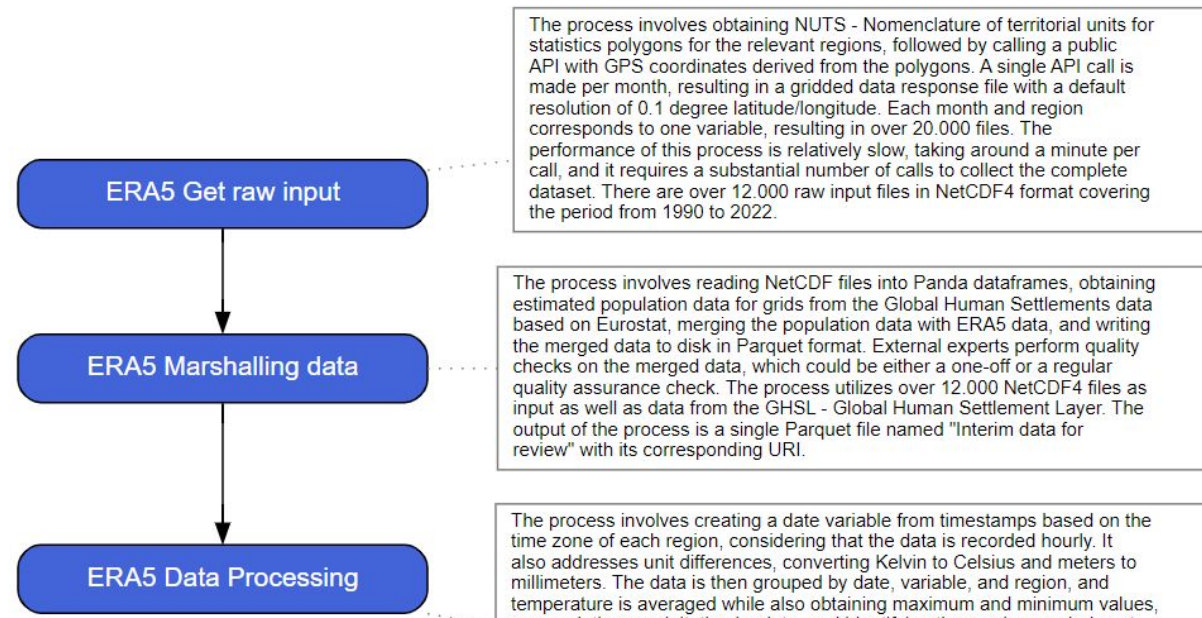 The process involves obtaining NUTS - Nomenclature of territorial units for
statistics polygons for the relevant regions, followed by calling a public
API with GPS coordinates derived from the polygons. A single API call is
made per month, resulting in a gridded data response file with a default
resolution of 0.1 degree latitude/longitude. Each month and region
corresponds to one variable, resulting in over 20.000 files. The
performance of this process is relatively slow, taking around a minute per
call, and it requires a substantial number of calls to collect the complete
dataset. There are over 12.000 raw input files in NetCDF4 format covering
the period from 1990 to 2022.
ERA5 Get raw input
The process involves reading NetCDF files into Panda dataframes, obtaining
estimated population data for grids from the Global Human Settlements data
based on Eurostat, merging the population data with ERA5 data, and writing
the merged data to disk in Parquet format. External experts perform quality
checks on the merged data, which could be either a one-off or a regular
quality assurance check. The process utilizes over 12.000 NetCDF4 files as
input as well as data from the GHSL - Global Human Settlement Layer. The
output of the process is a single Parquet file named "Interim data for
review" with its corresponding URI.
ERA5 Marshalling data
The process involves creating a date variable from timestamps based on the
time zone of each region, considering that the data is recorded hourly. It
also addresses unit differences, converting Kelvin to Celsius and meters to
millimeters. The data is then grouped by date, variable, and region, and
temperature is averaged while also obtaining maximum and minimum values,
ERA5 Data Processing